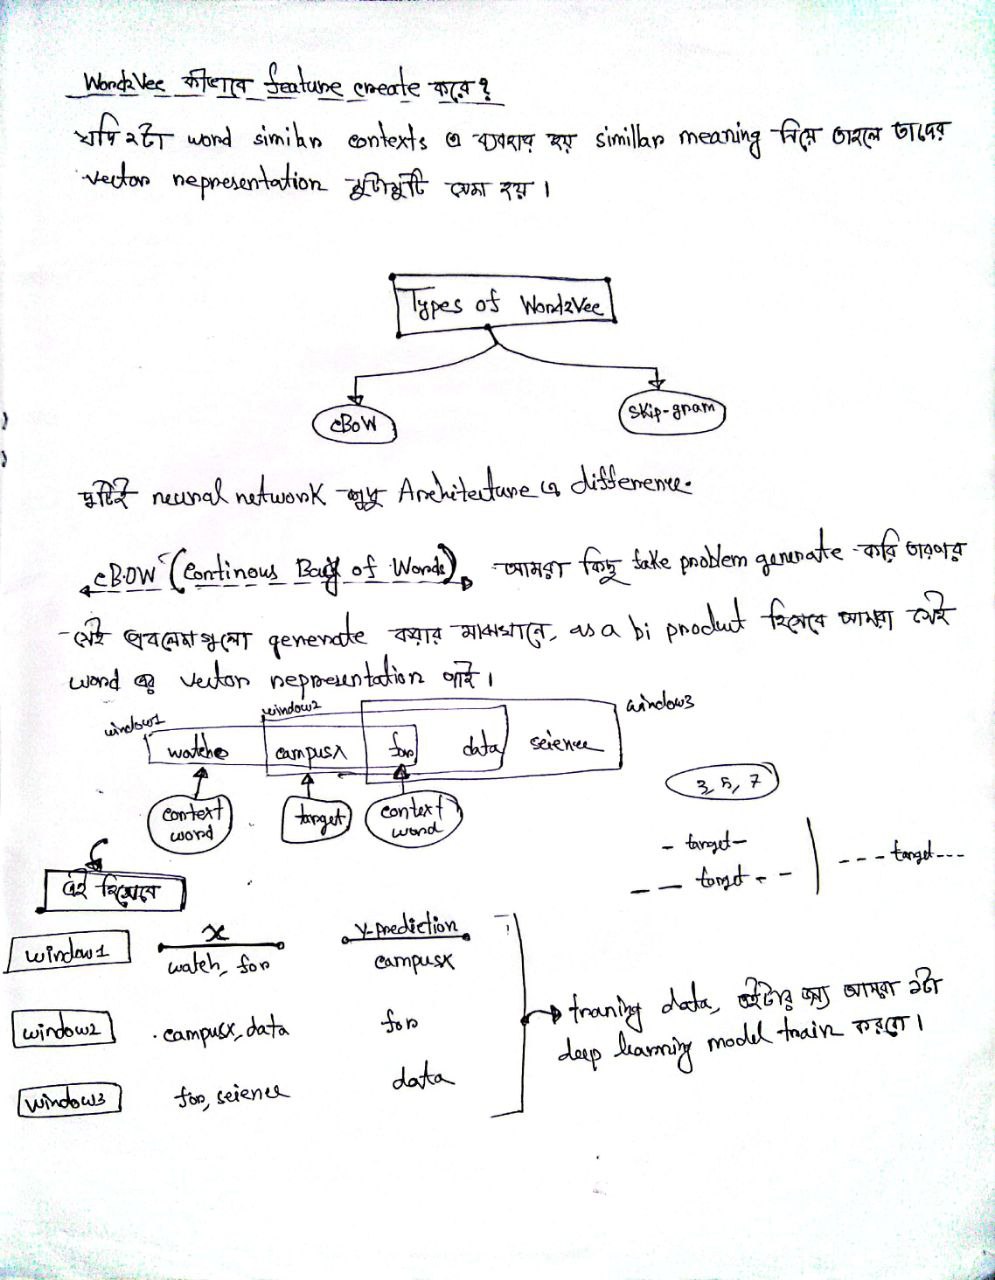 Word2Vec কীভাবে feature create করে?
যদি ২টা word similar contexts এ ব্যবহার হয় simillar meaning নিয়ে তাহলে তাদের
vector representation মুটামুটি সেম হয়।
Types of Word2Vec
CBOW
Skip-gram
দুটিই neural network শুধু Architecture এ difference.
CBOW (Continous Bag of Words) আমরা কিছু fake problem generate করি তারপর
সেই প্রবলেম গুলো generate করার মাঝখানে, as a bi product হিসেবে আমরা সেই
word এর vector representation পাই।
window1 window2 window3
watch campusx for data science
context word target context word
3, 5, 7
- target -
- - target - -
- - - target - - -
এই হিসেবে
x Y-prediction
window1 watch, for campusx
window2 campusx, data for
window3 for, science data
traning data, এইটার জন্য আমরা ১টা
deep learning model train করবো।